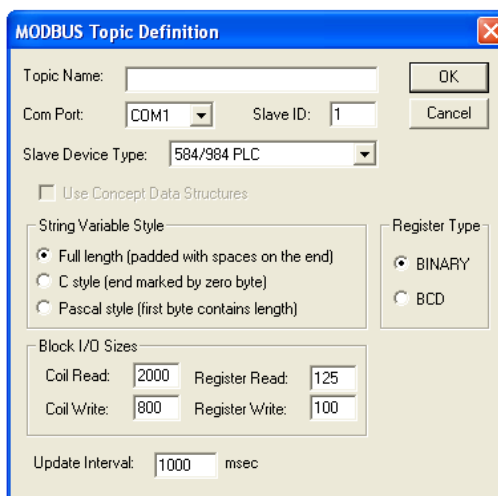 MODBUS Topic Definition
Topic Name:
OK
Com Port: COM1 Slave ID: 1
Cancel
Slave Device Type: 584/984 PLC
Use Concept Data Structures
String Variable Style
Full length (padded with spaces on the end)
C style (end marked by zero byte)
Pascal style (first byte contains length)
Register Type
BINARY
BCD
Block I/O Sizes
Coil Read: 2000 Register Read: 125
Coil Write: 800 Register Write: 100
Update Interval: 1000 msec